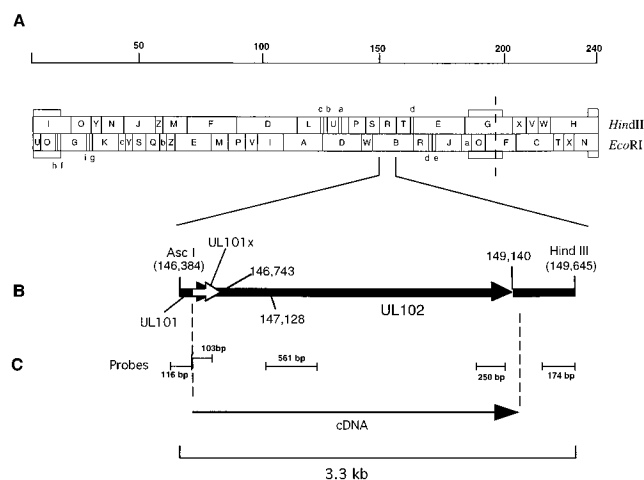 A
50 100 150 200 240
c b a d
I O Y N J Z M F D L U P S R T E G X V W H HindII
U O G K c Y S Q b Z E M P V I A D W B R J a O F C T X N EcoRI
h f i g d e
UL101x
Asc I
(146,384)
146,743
149,140
Hind III
(149,645)
B
UL101
147,128
UL102
C
Probes
103bp
116 bp
561 bp
250 bp
174 bp
cDNA
3.3 kb